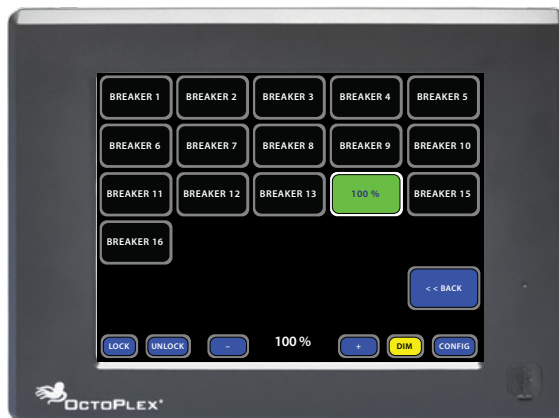 BREAKER 1 BREAKER 2 BREAKER 3 BREAKER 4 BREAKER 5
BREAKER 6 BREAKER 7 BREAKER 8 BREAKER 9 BREAKER 10
BREAKER 11 BREAKER 12 BREAKER 13 100 % BREAKER 15
BREAKER 16
< < BACK
LOCK UNLOCK – 100 % + DIM CONFIG
OCTOPLEX